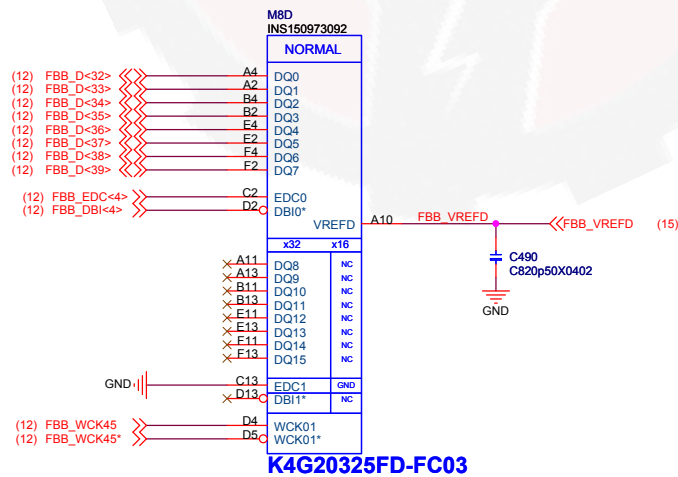 M8D
INS150973092
NORMAL
(12) FBB_D<32> A4 DQ0
(12) FBB_D<33> A2 DQ1
(12) FBB_D<34> B4 DQ2
(12) FBB_D<35> B2 DQ3
(12) FBB_D<36> E4 DQ4
(12) FBB_D<37> E2 DQ5
(12) FBB_D<38> F4 DQ6
(12) FBB_D<39> F2 DQ7
(12) FBB_EDC<4> C2 EDC0
(12) FBB_DBI<4> D2 DBI0*
VREFD A10 FBB_VREFD FBB_VREFD (15)
x32 x16
C490
C820p50X0402
GND
A11 DQ8 NC
A13 DQ9 NC
B11 DQ10 NC
B13 DQ11 NC
E11 DQ12 NC
E13 DQ13 NC
F11 DQ14 NC
F13 DQ15 NC
GND C13 EDC1 GND
D13 DBI1* NC
(12) FBB_WCK45 D4 WCK01
(12) FBB_WCK45* D5 WCK01*
K4G20325FD-FC03